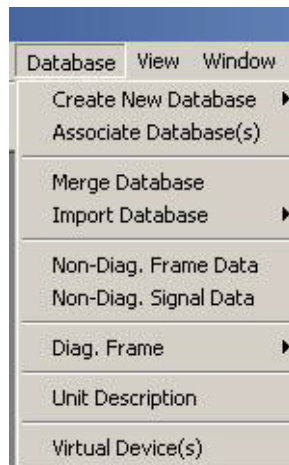 Database View Window
Create New Database
Associate Database(s)
Merge Database
Import Database
Non-Diag. Frame Data
Non-Diag. Signal Data
Diag. Frame
Unit Description
Virtual Device(s)